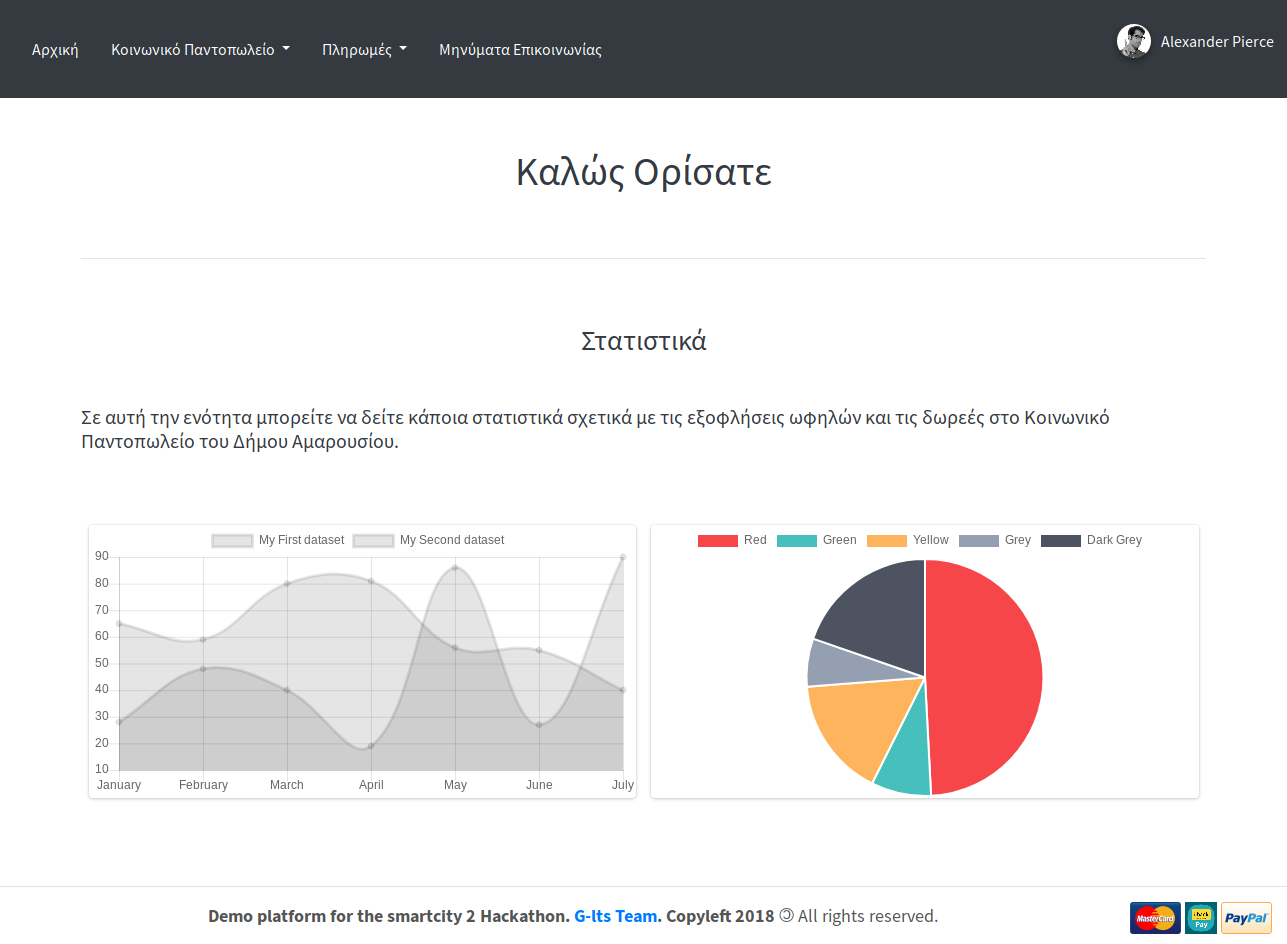 Αρχική Κοινωνικό Παντοπωλείο Πληρωμές Μηνύματα Επικοινωνίας Alexander Pierce
Καλώς Ορίσατε
Στατιστικά
Σε αυτή την ενότητα μπορείτε να δείτε κάποια στατιστικά σχετικά με τις εξοφλήσεις ωφηλών και τις δωρεές στο Κοινωνικό
Παντοπωλείο του Δήμου Αμαρουσίου.
My First dataset My Second dataset
90
80
70
60
50
40
30
20
10
January February March April May June July
Red Green Yellow Grey Dark Grey
Demo platform for the smartcity 2 Hackathon. G-lts Team. Copyleft 2018 🄯 All rights reserved.
MasterCard
Pay
PayPal